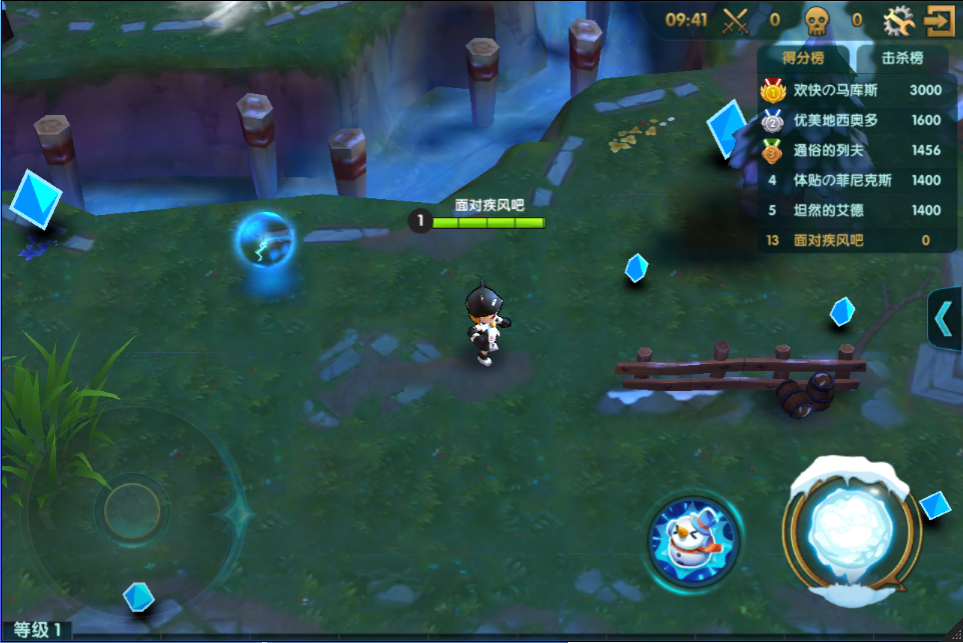 09:41 0 0
得分榜 击杀榜
1 欢快の马库斯 3000
2 优美地西奥多 1600
3 通俗的列夫 1456
4 体贴の菲尼克斯 1400
5 坦然的艾德 1400
13 面对疾风吧 0
面对疾风吧
1
等级 1